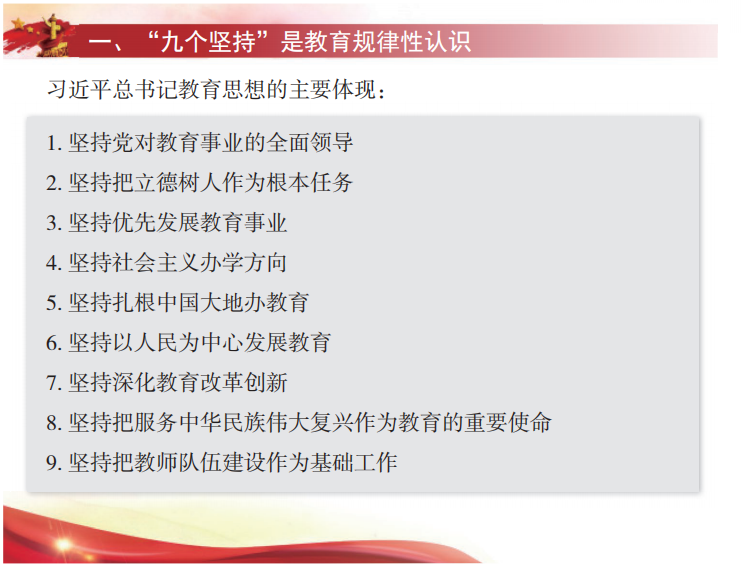 一、“九个坚持”是教育规律性认识
习近平总书记教育思想的主要体现：
1. 坚持党对教育事业的全面领导
2. 坚持把立德树人作为根本任务
3. 坚持优先发展教育事业
4. 坚持社会主义办学方向
5. 坚持扎根中国大地办教育
6. 坚持以人民为中心发展教育
7. 坚持深化教育改革创新
8. 坚持把服务中华民族伟大复兴作为教育的重要使命
9. 坚持把教师队伍建设作为基础工作